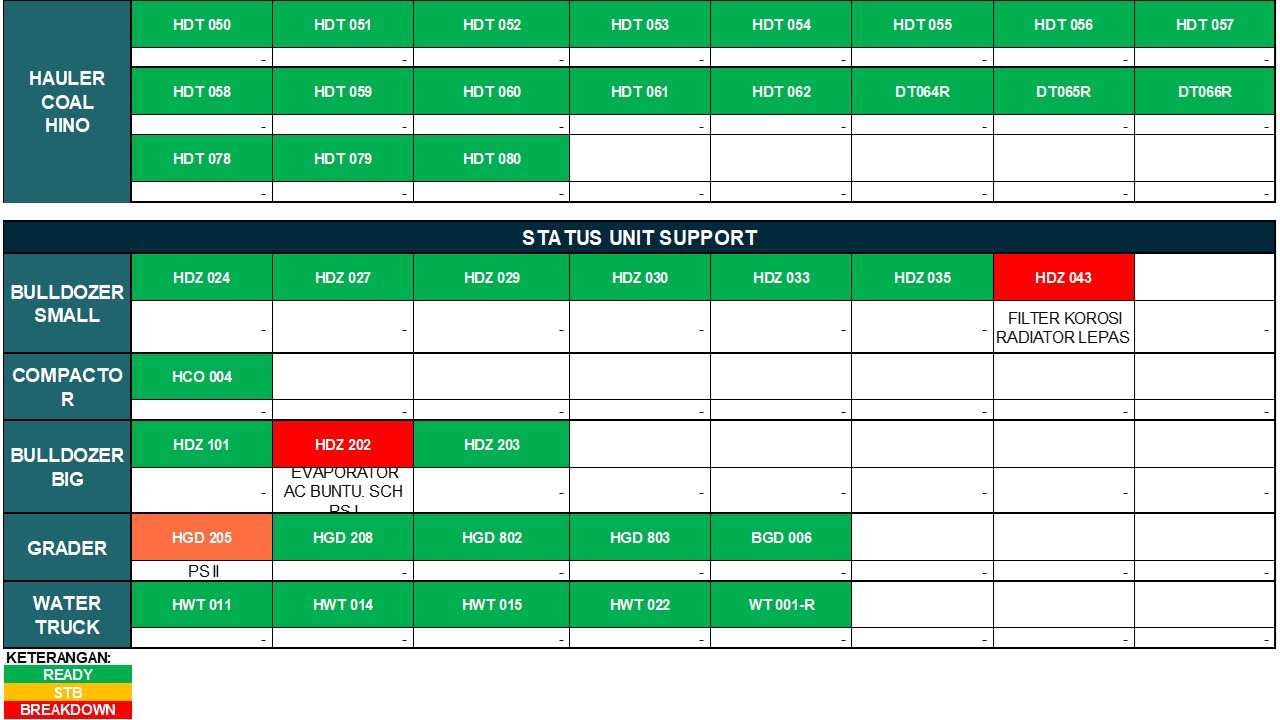 HAULER COAL HINO
HDT 050 HDT 051 HDT 052 HDT 053 HDT 054 HDT 055 HDT 056 HDT 057
- - - - - - - -
HDT 058 HDT 059 HDT 060 HDT 061 HDT 062 DT064R DT065R DT066R
- - - - - - - -
HDT 078 HDT 079 HDT 080
- - - - - - - -
STATUS UNIT SUPPORT
BULLDOZER SMALL
HDZ 024 HDZ 027 HDZ 029 HDZ 030 HDZ 033 HDZ 035 HDZ 043
- - - - - - FILTER KOROSI RADIATOR LEPAS -
COMPACTO R
HCO 004
- - - - - - - -
BULLDOZER BIG
HDZ 101 HDZ 202 HDZ 203
- EVAPORATOR AC BUNTU. SCH PS I - - - - - -
GRADER
HGD 205 HGD 208 HGD 802 HGD 803 BGD 006
PS II - - - - - - -
WATER TRUCK
HWT 011 HWT 014 HWT 015 HWT 022 WT 001-R
- - - - - - - -
KETERANGAN:
READY
STB
BREAKDOWN